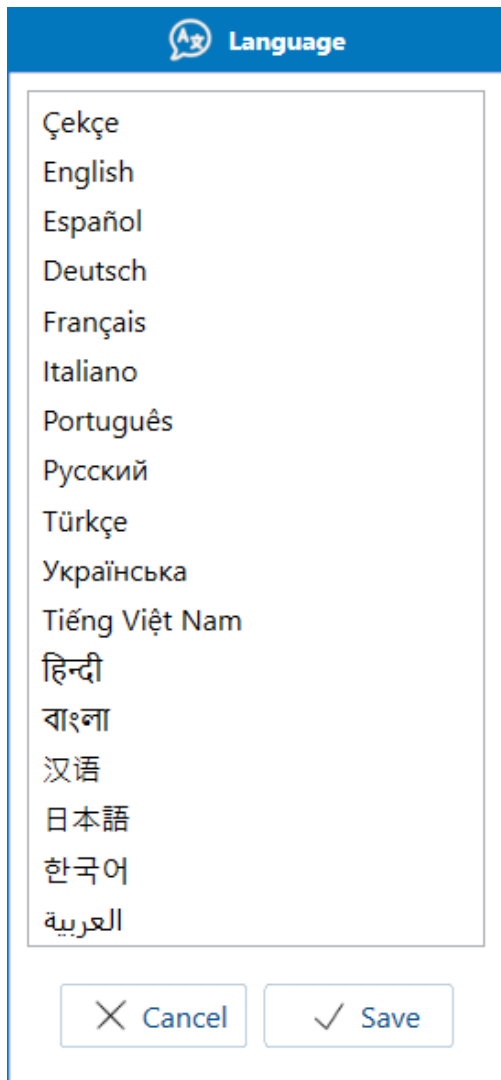 Language
Çekçe
English
Español
Deutsch
Français
Italiano
Português
Русский
Türkçe
Українська
Tiếng Việt Nam
हिन्दी
বাংলা
汉语
日本語
한국어
العربية
Cancel Save